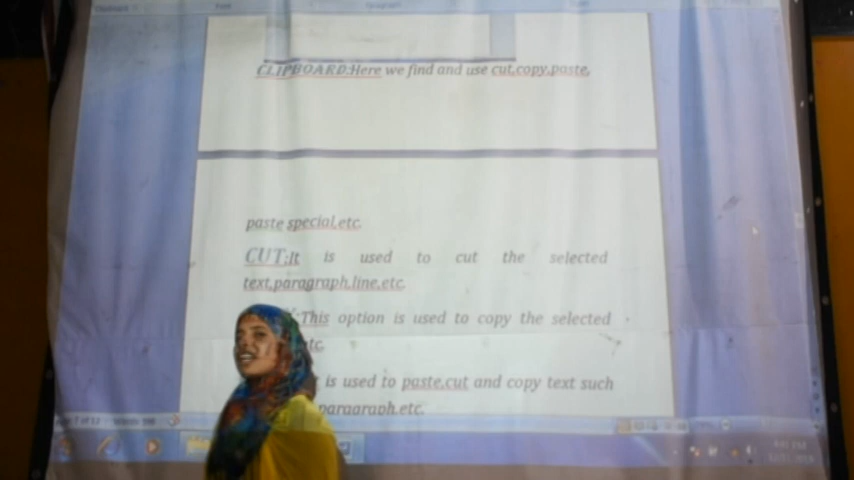 CLIPBOARD:Here we find and use cut,copy,paste,
paste special,etc.
CUT:It is used to cut the selected
text,paragraph,line,etc.
:This option is used to copy the selected
etc.
is used to paste,cut and copy text such
paragraph,etc.